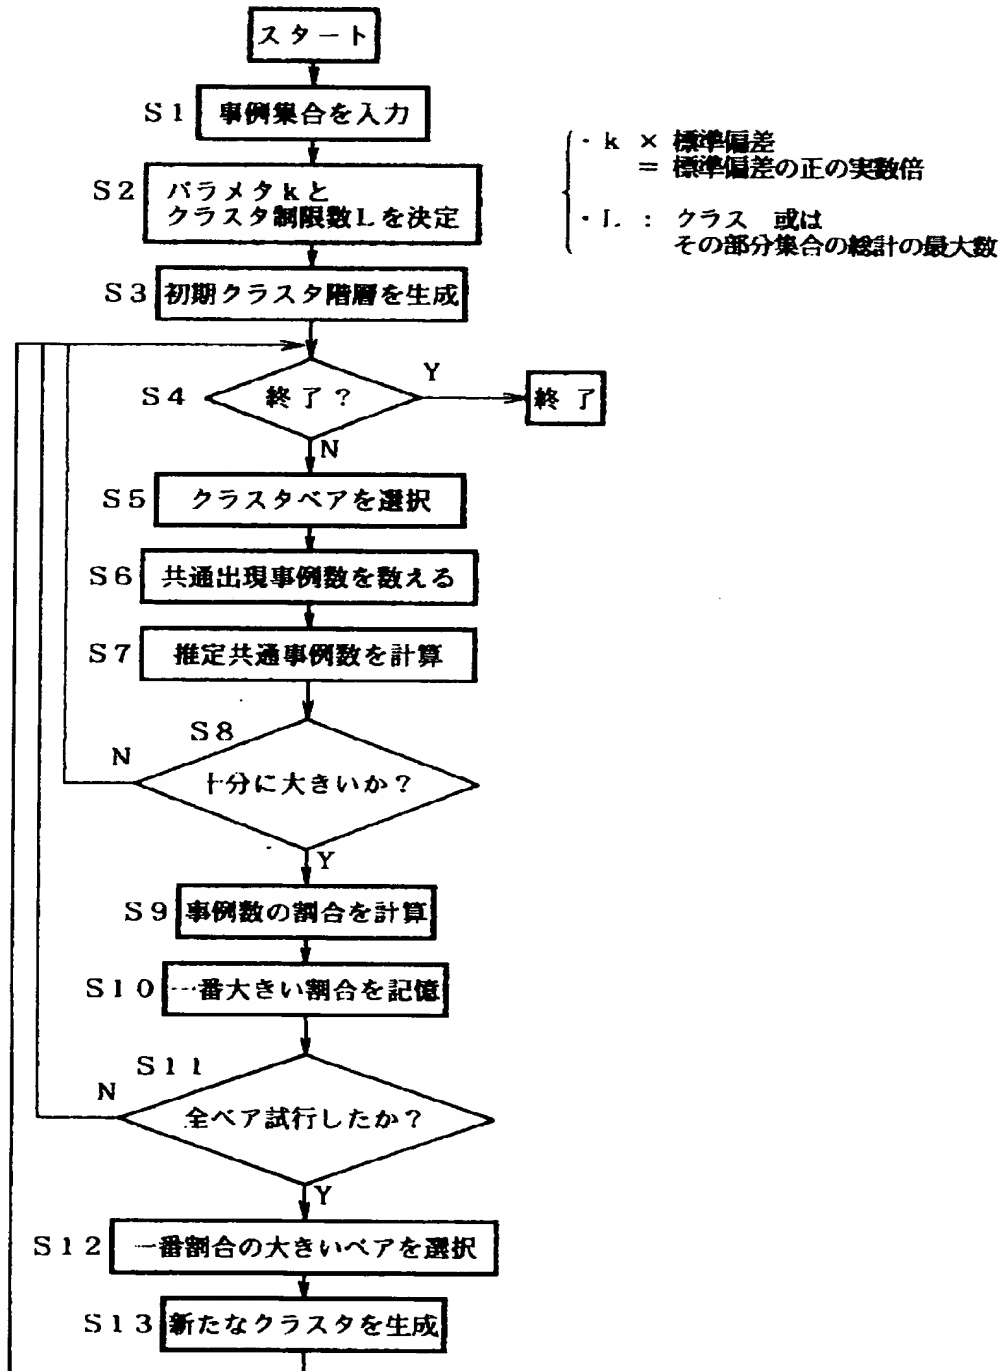 スタート
S1 事例集合を入力
・k × 標準偏差
= 標準偏差の正の実数倍
・L : クラス 或は
その部分集合の総計の最大数
S2 パラメタkと
クラスタ制限数Lを決定
S3 初期クラスタ階層を生成
S4 終了?
Y
終了
N
S5 クラスタペアを選択
S6 共通出現事例数を数える
S7 推定共通事例数を計算
S8
N
十分に大きいか?
Y
S9 事例数の割合を計算
S10 一番大きい割合を記憶
S11
N
全ペア試行したか?
Y
S12 一番割合の大きいペアを選択
S13 新たなクラスタを生成